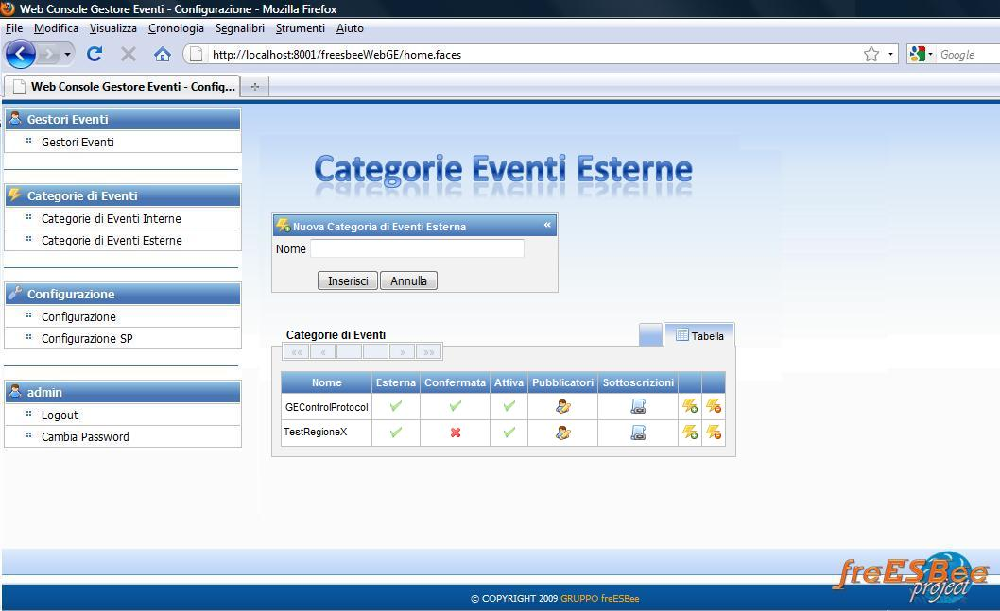 Web Console Gestore Eventi - Configurazione - Mozilla Firefox
File Modifica Visualizza Cronologia Segnalibri Strumenti Aiuto
http://localhost:8001/freesbeeWebGE/home.faces
Google
Web Console Gestore Eventi - Config...
Gestori Eventi
Gestori Eventi
Categorie di Eventi
Categorie di Eventi Interne
Categorie di Eventi Esterne
Configurazione
Configurazione
Configurazione SP
admin
Logout
Cambia Password
Categorie Eventi Esterne
Nuova Categoria di Eventi Esterna «
Nome
Inserisci Annulla
Categorie di Eventi
Tabella
«« « » »»
Nome Esterna Confermata Attiva Pubblicatori Sottoscrizioni
GEControlProtocol
TestRegioneX
freESBee
project
© COPYRIGHT 2009 GRUPPO freESBee